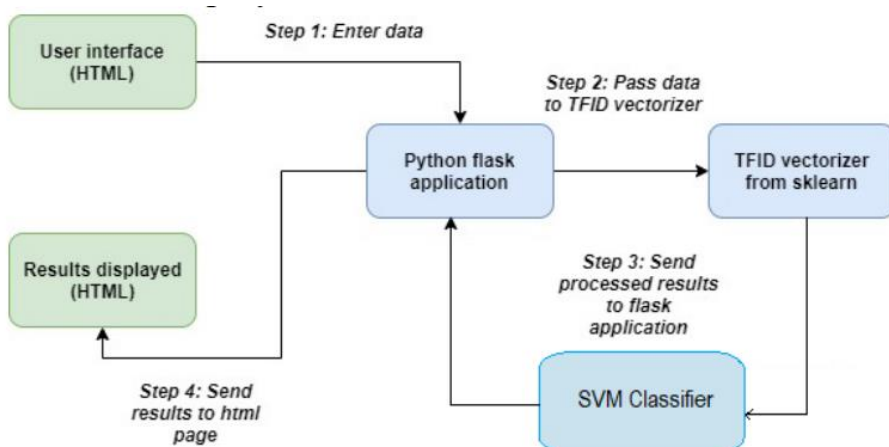 Step 1: Enter data
User interface
(HTML)
Step 2: Pass data
to TFID vectorizer
Python flask
application
TFID vectorizer
from sklearn
Results displayed
(HTML)
Step 3: Send
processed results
to flask
application
Step 4: Send
results to html
page
SVM Classifier